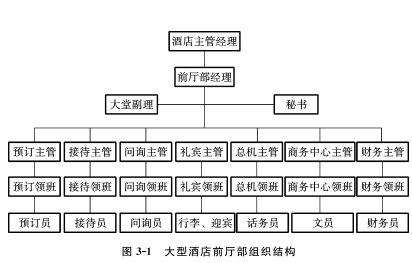 酒店主管经理
前厅部经理
大堂副理 秘书
预订主管 接待主管 问询主管 礼宾主管 总机主管 商务中心主管 财务主管
预订领班 接待领班 问询领班 礼宾领班 总机领班 商务中心领班 财务领班
预订员 接待员 问询员 行李、迎宾 话务员 文员 财务员
图 3-1 大型酒店前厅部组织结构